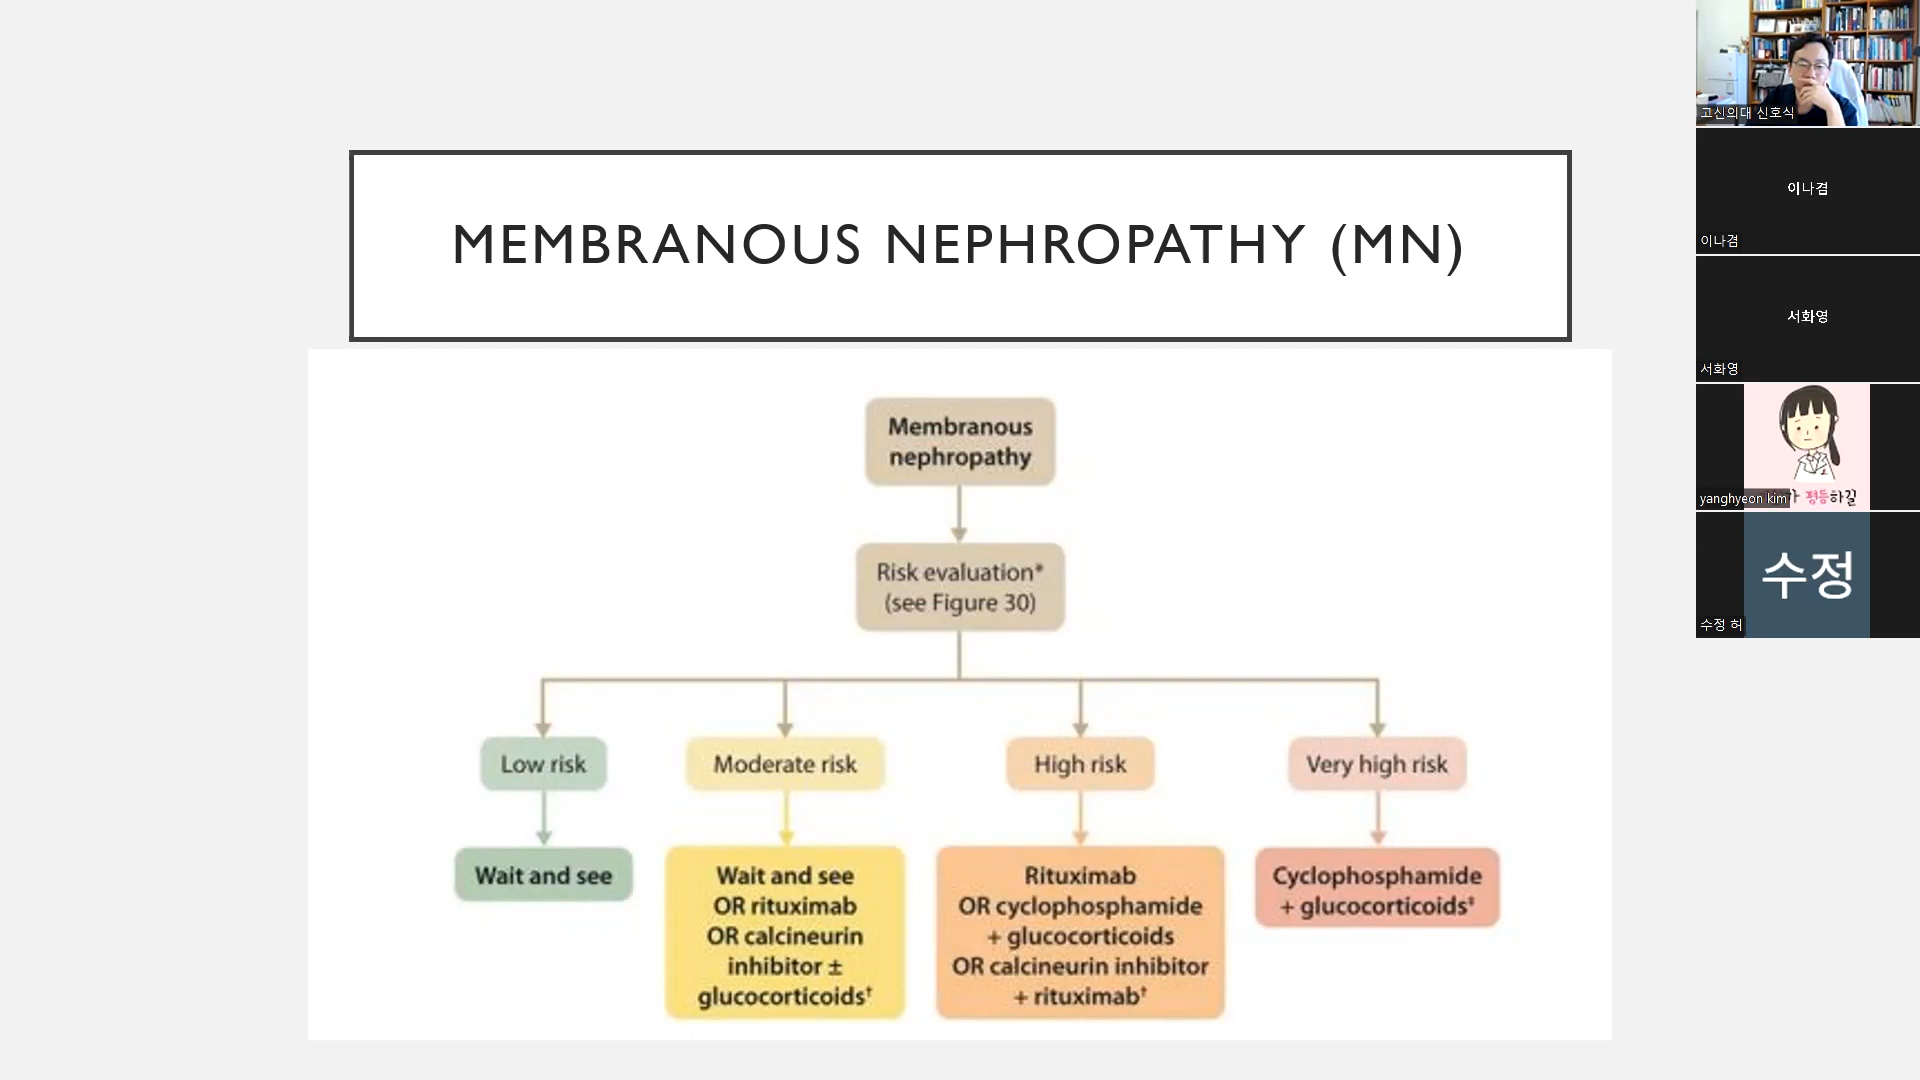 MEMBRANOUS NEPHROPATHY (MN)
Membranous
nephropathy
Risk evaluation*
(see Figure 30)
Low risk
Moderate risk
High risk
Very high risk
Wait and see
Wait and see
OR rituximab
OR calcineurin
inhibitor ±
glucocorticoids†
Rituximab
OR cyclophosphamide
+ glucocorticoids
OR calcineurin inhibitor
+ rituximab†
Cyclophosphamide
+ glucocorticoids‡
고신의대 신호식
이나겸
이나겸
서화영
서화영
yanghyeon kim
평등하길
수정
수정 허